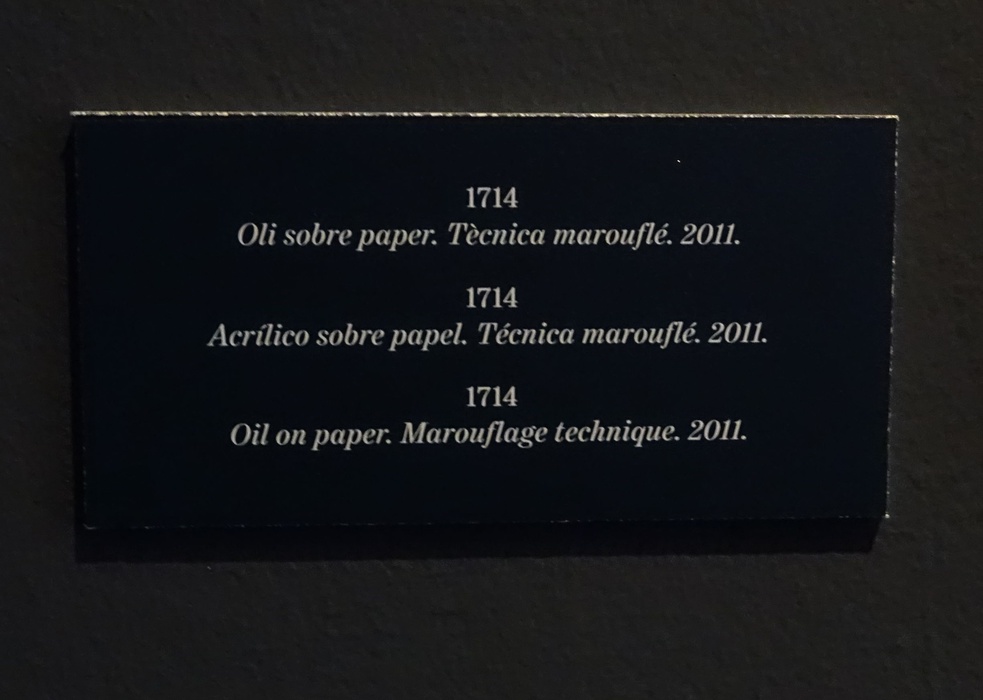 1714
Oli sobre paper. Tècnica marouflé. 2011.
1714
Acrílico sobre papel. Técnica marouflé. 2011.
1714
Oil on paper. Marouflage technique. 2011.